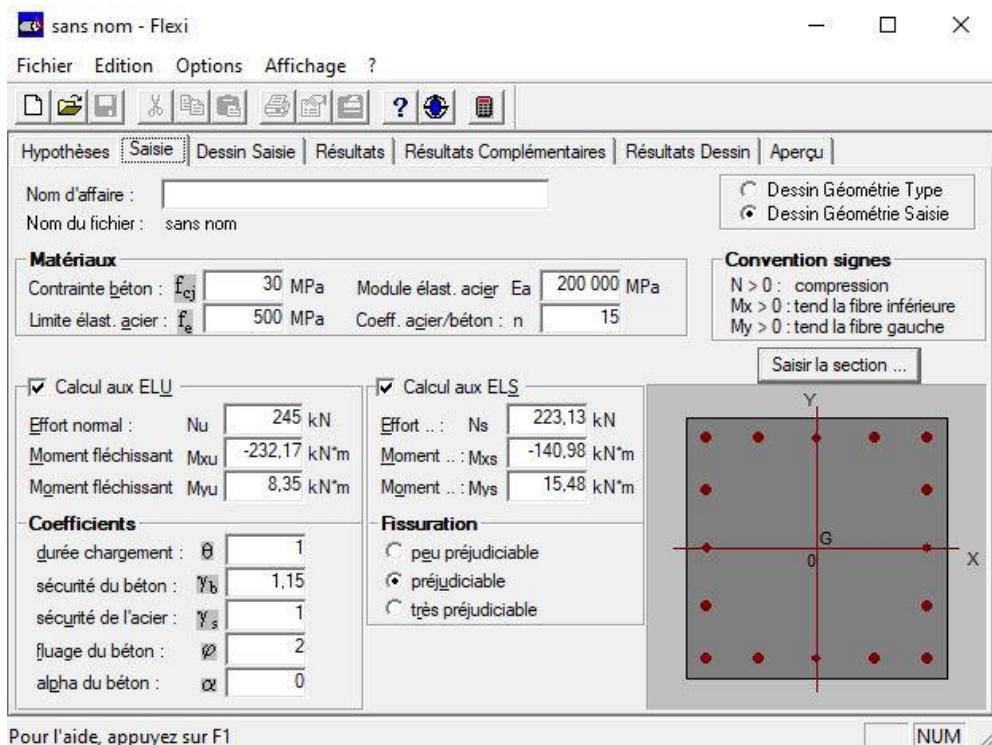 sans nom - Flexi
Fichier Edition Options Affichage ?
Hypothèses Saisie Dessin Saisie Résultats Résultats Complémentaires Résultats Dessin Aperçu
Nom d'affaire :
Nom du fichier : sans nom
Dessin Géométrie Type
Dessin Géométrie Saisie
Matériaux
Contrainte béton : fcj 30 MPa Module élast. acier Ea 200 000 MPa
Limite élast. acier : fe 500 MPa Coeff. acier/béton : n 15
Convention signes
N > 0 : compression
Mx > 0 : tend la fibre inférieure
My > 0 : tend la fibre gauche
Saisir la section ...
Calcul aux ELU
Effort normal : Nu 245 kN
Moment fléchissant Mxu -232,17 kN*m
Moment fléchissant Myu 8,35 kN*m
Coefficients
durée chargement : θ 1
sécurité du béton : γb 1,15
sécurité de l'acier : γs 1
fluage du béton : φ 2
alpha du béton : α 0
Calcul aux ELS
Effort .. : Ns 223,13 kN
Moment .. : Mxs -140,98 kN*m
Moment .. : Mys 15,48 kN*m
Fissuration
peu préjudiciable
préjudiciable
très préjudiciable
Y
G
0
X
Pour l'aide, appuyez sur F1
NUM